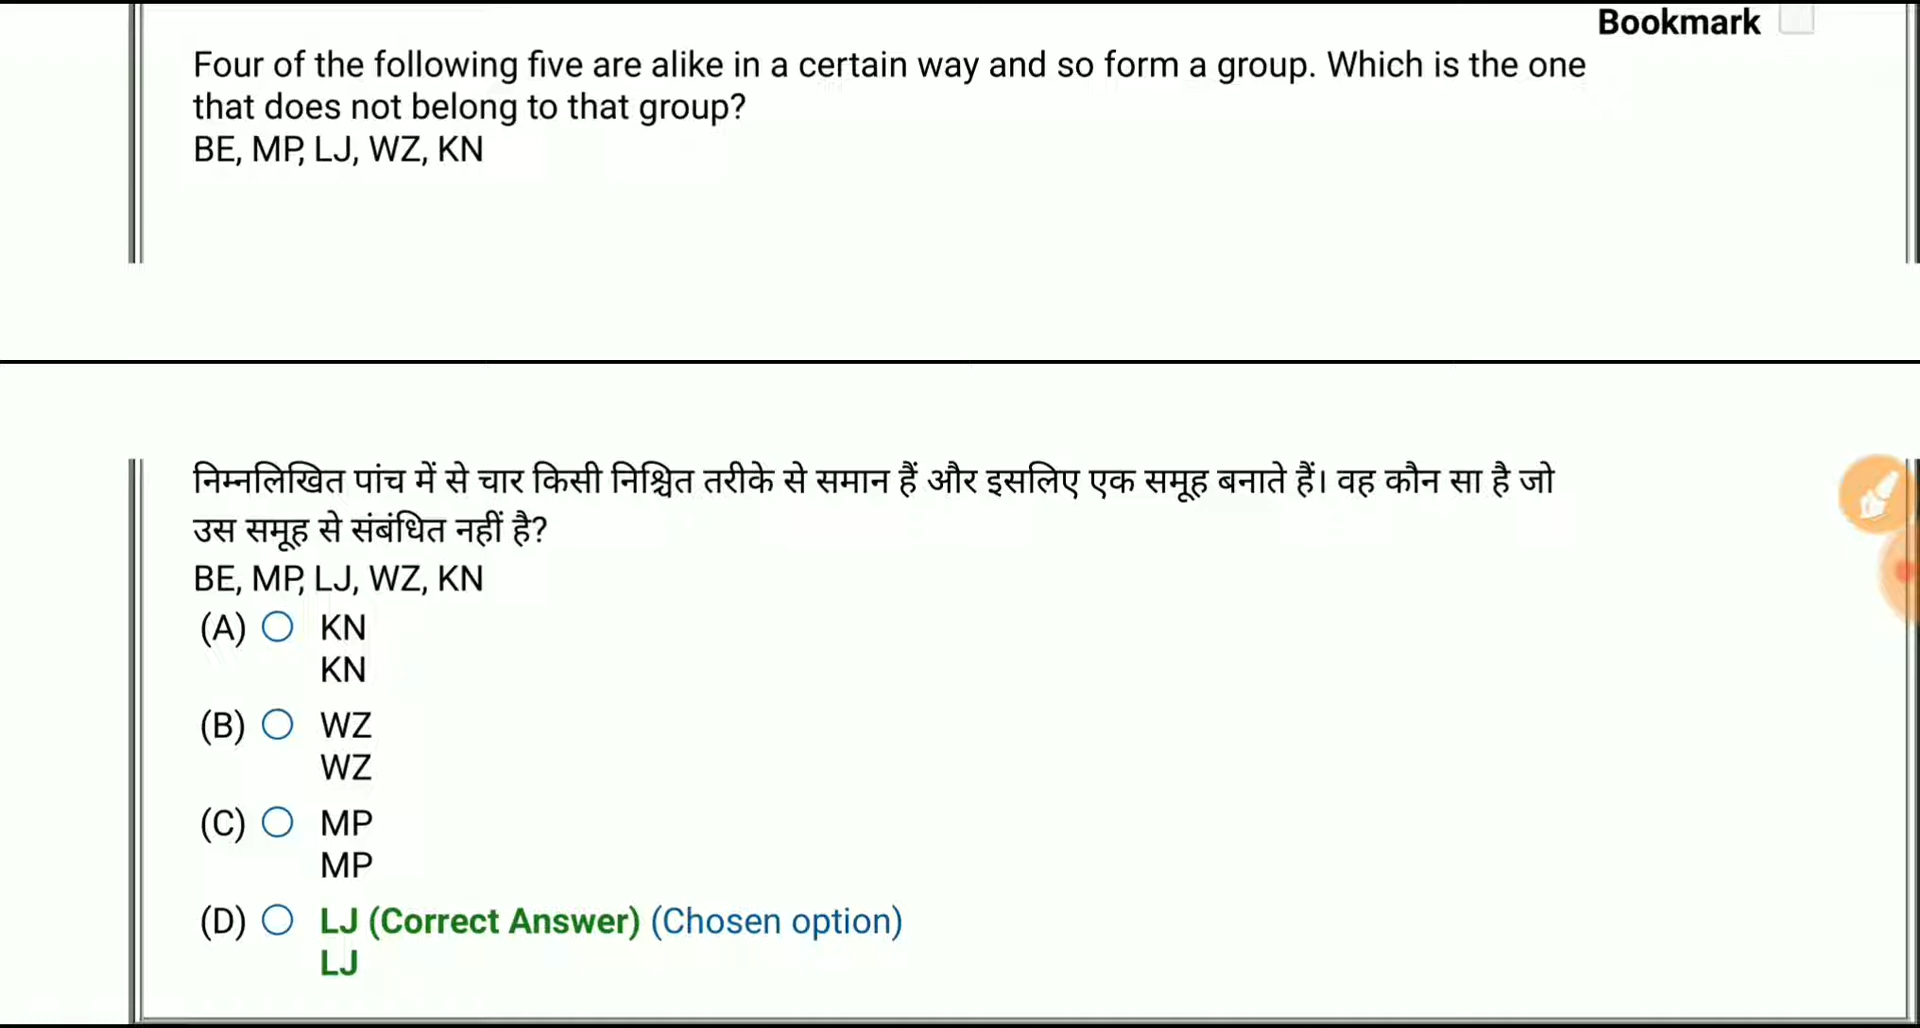 Bookmark
Four of the following five are alike in a certain way and so form a group. Which is the one
that does not belong to that group?
BE, MP, LJ, WZ, KN
निम्नलिखित पांच में से चार किसी निश्चित तरीके से समान हैं और इसलिए एक समूह बनाते हैं। वह कौन सा है जो
उस समूह से संबंधित नहीं है?
BE, MP, LJ, WZ, KN
(A) KN
KN
(B) WZ
WZ
(C) MP
MP
(D) LJ (Correct Answer) (Chosen option)
LJ